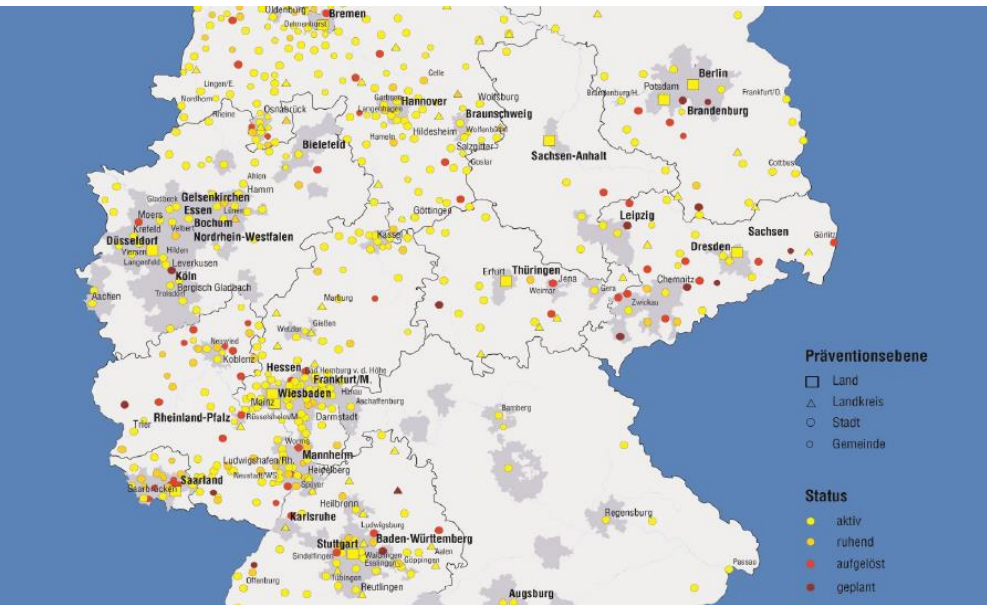 Oldenburg
Bremen
Delmenhorst
Lingen/E.
Celle
Nordhorn
Rheine
Osnabrück
Garbsen
Langenhagen
Hannover
Wolfsburg
Braunschweig
Wolfenbüttel
Hameln
Hildesheim
Salzgitter
Goslar
Berlin
Potsdam
Brandenburg/H.
Brandenburg
Frankfurt/O.
Cottbus
Sachsen-Anhalt
Bielefeld
Ahlen
Hamm
Gladbeck
Gelsenkirchen
Essen
Lünen
Moers
Bochum
Krefeld
Velbert
Nordrhein-Westfalen
Düsseldorf
Viersen
Hilden
Langenfeld
Leverkusen
Köln
Bergisch Gladbach
Troisdorf
Aachen
Göttingen
Kassel
Leipzig
Sachsen
Dresden
Görlitz
Erfurt
Thüringen
Weimar
Jena
Gera
Chemnitz
Zwickau
Marburg
Wetzlar
Gießen
Neuwied
Koblenz
Hessen
Bad Homburg v. d. Höhe
Frankfurt/M.
Wiesbaden
Hanau
Mainz
Aschaffenburg
Rüsselsheim/M.
Darmstadt
Rheinland-Pfalz
Trier
Worms
Mannheim
Ludwigshafen/Rh.
Heidelberg
Neustadt/WS
Speyer
Saarland
Saarbrücken
Bamberg
Heilbronn
Karlsruhe
Ludwigsburg
Baden-Württemberg
Stuttgart
Waiblingen
Aalen
Sindelfingen
Esslingen
Göppingen
Tübingen
Reutlingen
Offenburg
Regensburg
Passau
Augsburg
Präventionsebene
Land
Landkreis
Stadt
Gemeinde
Status
aktiv
ruhend
aufgelöst
geplant